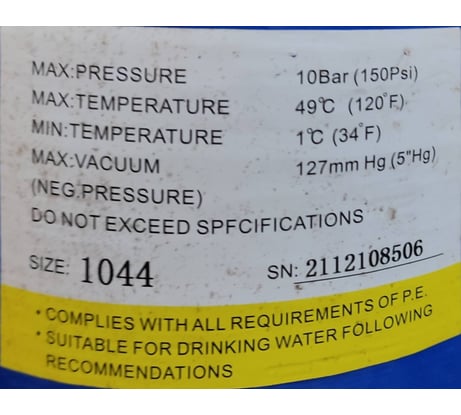 MAX:PRESSURE 10Bar (150Psi)
MAX:TEMPERATURE 49℃ (120°F)
MIN:TEMPERATURE 1℃ (34°F)
MAX:VACUUM 127mm Hg (5"Hg)
(NEG.PRESSURE)
DO NOT EXCEED SPFCIFICATIONS
SIZE: 1044 SN: 2112108506
• COMPLIES WITH ALL REQUIREMENTS OF P.E.
• SUITABLE FOR DRINKING WATER FOLLOWING
RECOMMENDATIONS